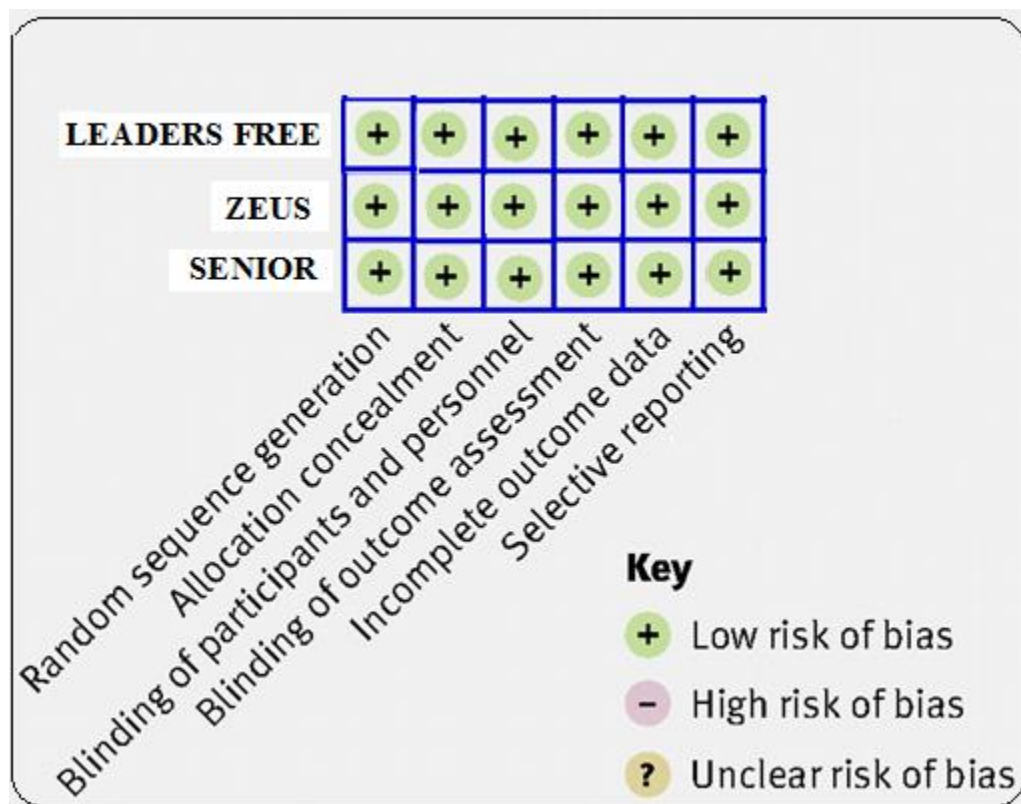 LEADERS FREE + + + + + +
ZEUS + + + + + +
SENIOR + + + + + +
Random sequence generation
Allocation concealment
Blinding of participants and personnel
Blinding of outcome assessment
Incomplete outcome data
Selective reporting
Key
+ Low risk of bias
− High risk of bias
? Unclear risk of bias